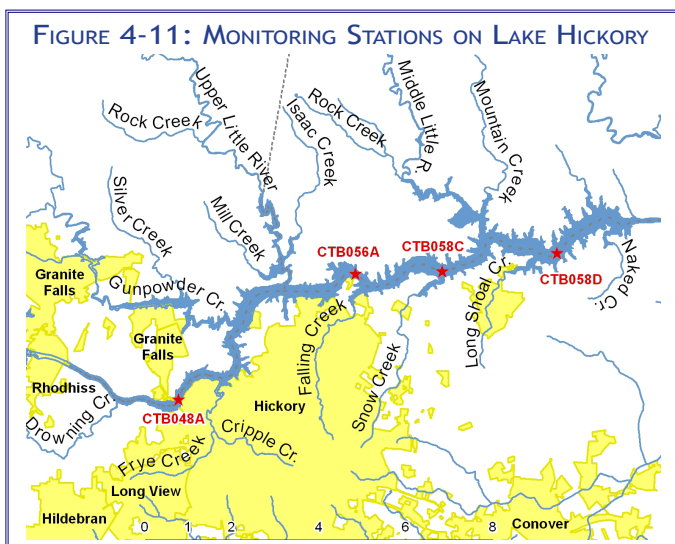 FIGURE 4-11: MONITORING STATIONS ON LAKE HICKORY
Rock Creek
Upper Little River
Isaac Creek
Rock Creek
Middle Little R.
Mountain Creek
Silver Creek
Mill Creek
CTB056A
CTB058C
CTB058D
Naked Cr.
Granite
Falls
Gunpowder Cr.
Granite
Falls
Long Shoal Cr.
Falling Creek
Snow Creek
Rhodhiss
Drowning Cr.
CTB048A
Hickory
Cripple Cr.
Frye Creek
Long View
Hildebran
Conover
0 1 2 4 6 8